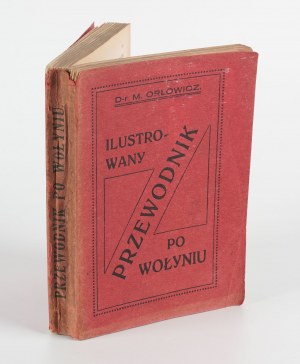 Dr M. ORŁOWICZ.
ILUSTRO-
WANY
PRZEWODNIK
PO
WOŁYNIU
PRZEWODNIK PO WOŁYNIU